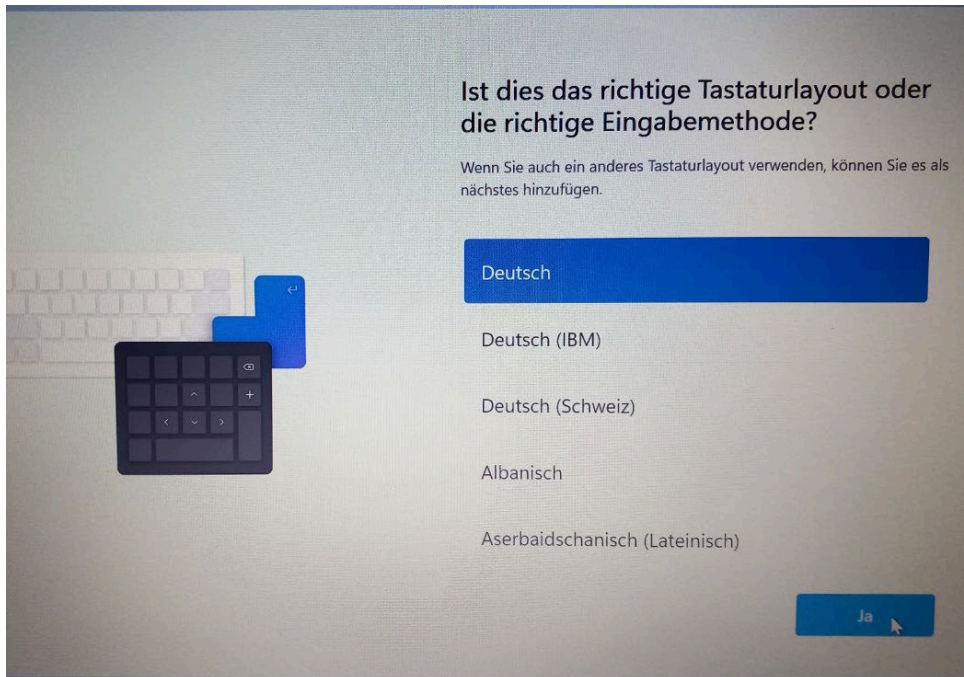 Ist dies das richtige Tastaturlayout oder
die richtige Eingabemethode?
Wenn Sie auch ein anderes Tastaturlayout verwenden, können Sie es als
nächstes hinzufügen.
Deutsch
Deutsch (IBM)
Deutsch (Schweiz)
Albanisch
Aserbaidschanisch (Lateinisch)
Ja